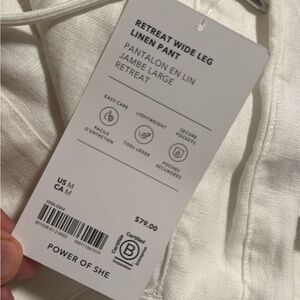 RETREAT WIDE LEG
LINEN PANT
PANTALON EN LIN
JAMBE LARGE
RETREAT
EASY CARE
LIGHTWEIGHT
SECURE
POCKETS
FACILE
D'ENTRETIEN
TISSU LÉGER
POCHES
SÉCURISÉES
US M
CA M
$79.00
POWER OF SHE
Certified
B
Corporation